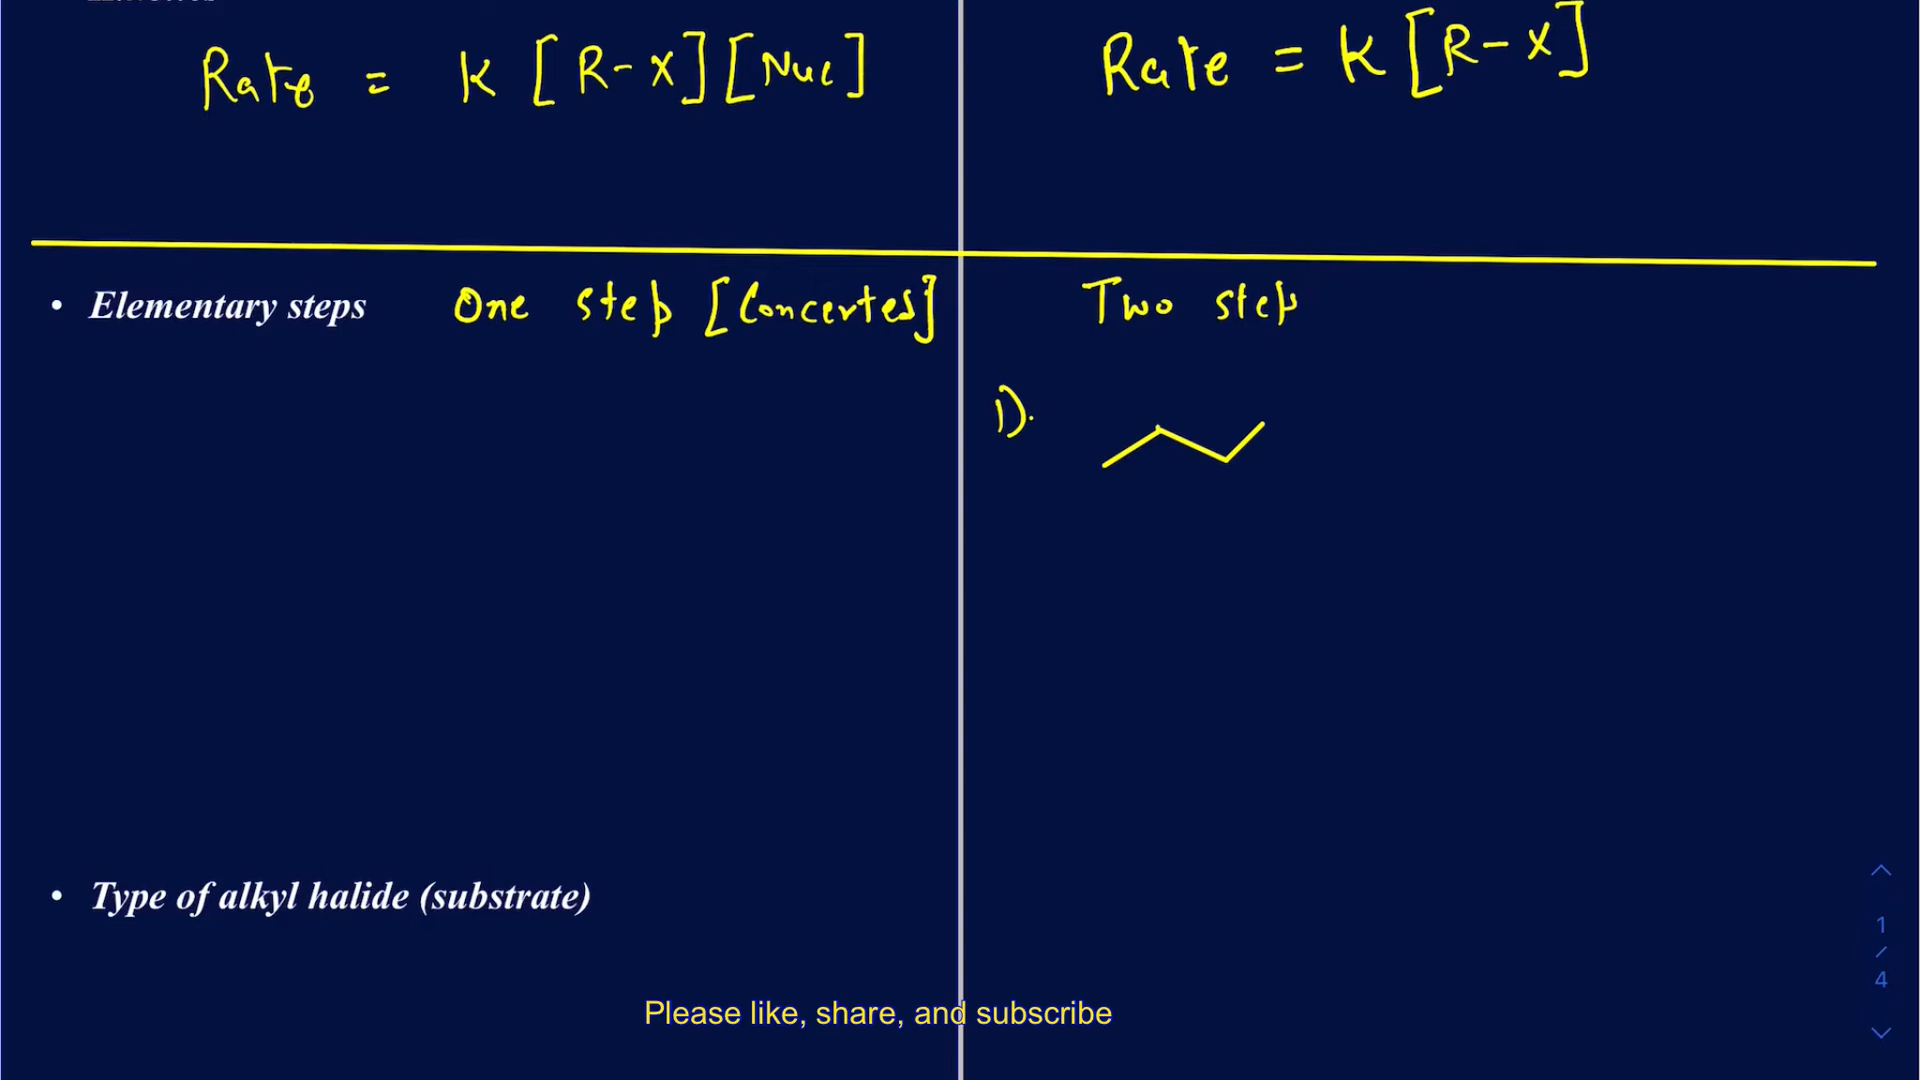 Rate = K [R-X][Nuc]
Rate = K [R-X]
• Elementary steps One step [Concertes]
Two step
1).
• Type of alkyl halide (substrate)
1
/
4
Please like, share, and subscribe